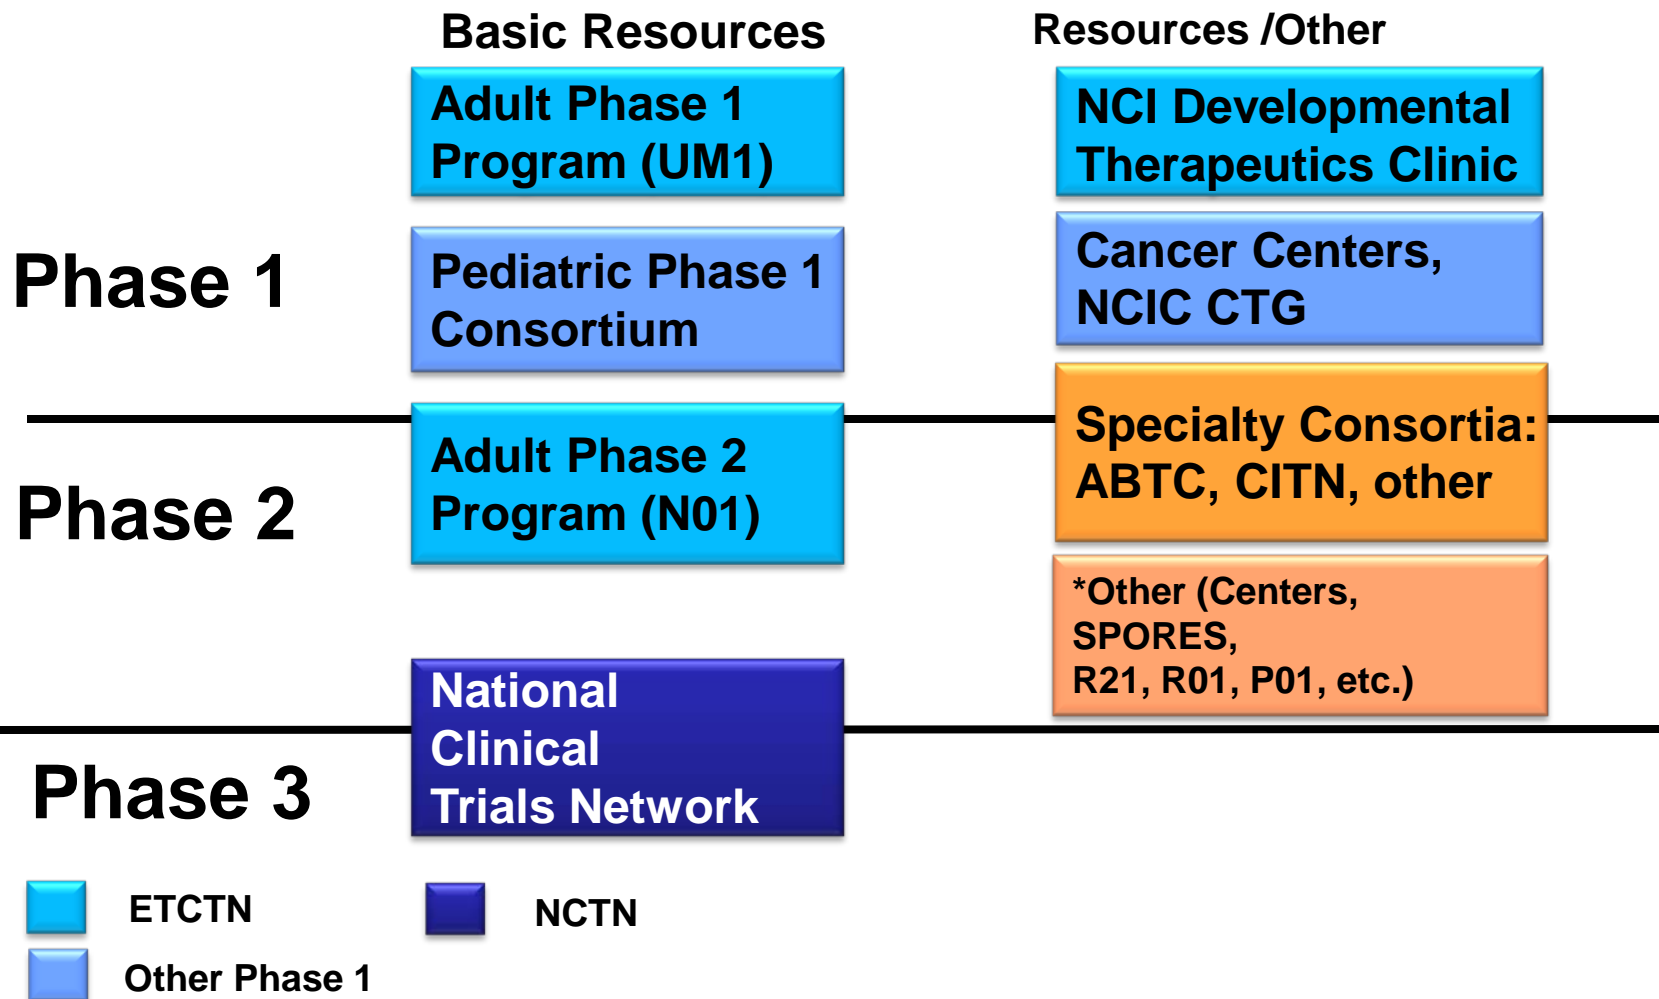 Basic Resources
Resources /Other
Adult Phase 1
Program (UM1)
NCI Developmental
Therapeutics Clinic
Phase 1
Pediatric Phase 1
Consortium
Cancer Centers,
NCIC CTG
Phase 2
Adult Phase 2
Program (N01)
Specialty Consortia:
ABTC, CITN, other
*Other (Centers,
SPORES,
R21, R01, P01, etc.)
Phase 3
National
Clinical
Trials Network
ETCTN
NCTN
Other Phase 1